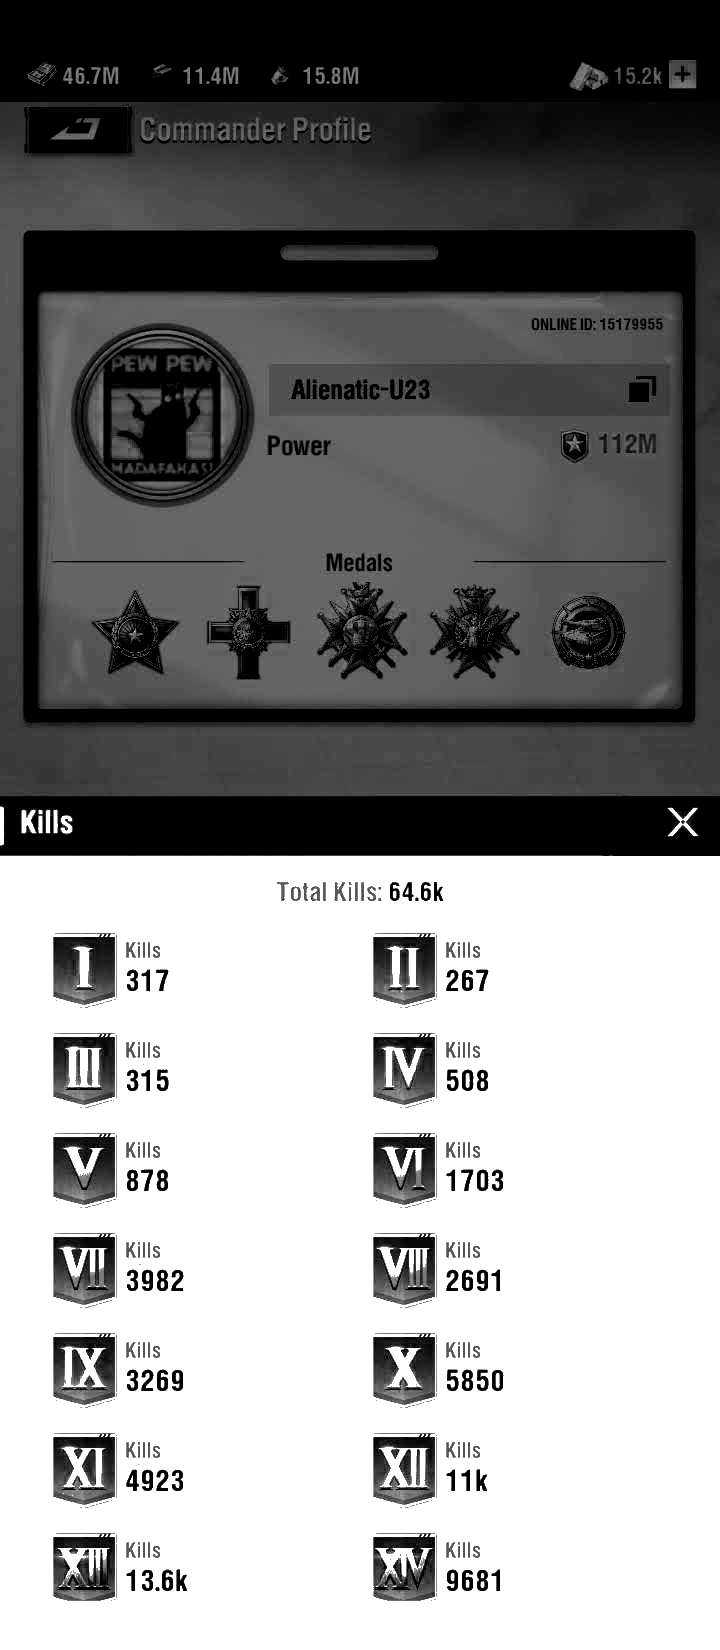 46.7M 11.4M 15.8M 15.2k
Commander Profile
ONLINE ID: 15179955
PEW PEW
MADAFAKAS!
Alienatic-U23
Power 112M
Medals
Kills
Total Kills: 64.6k
I Kills 317
II Kills 267
III Kills 315
IV Kills 508
V Kills 878
VI Kills 1703
VII Kills 3982
VIII Kills 2691
IX Kills 3269
X Kills 5850
XI Kills 4923
XII Kills 11k
XIII Kills 13.6k
XIV Kills 9681